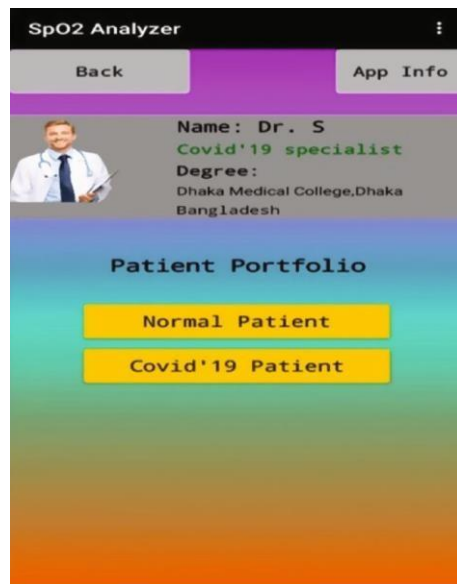 SpO2 Analyzer
Back
App Info
Name: Dr. S
Covid'19 specialist
Degree:
Dhaka Medical College,Dhaka
Bangladesh
Patient Portfolio
Normal Patient
Covid'19 Patient